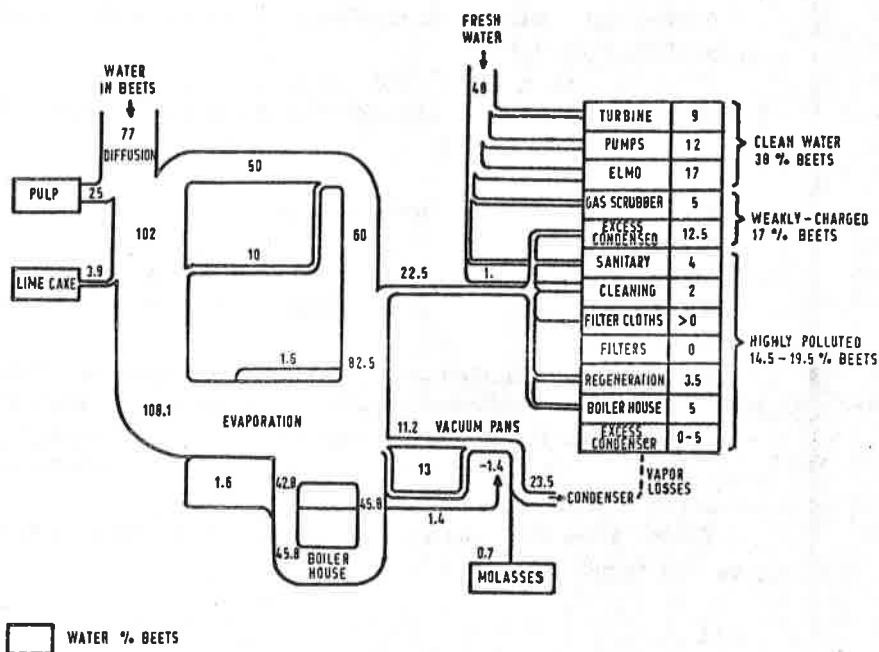 FRESH
WATER
48
WATER
IN BEETS
77
DIFFUSION
PULP
25
50
102
10
60
LIME CAKE
3.9
22.5
1.
1.6
82.5
108.1
EVAPORATION
11.2
VACUUM PANS
1.6
42.8
13
-1.4
23.5
CONDENSER
VAPOR
LOSSES
45.8
1.4
45.8
BOILER
HOUSE
0.7
MOLASSES
TURBINE 9
PUMPS 12
ELMO 17
GAS SCRUBBER 5
EXCESS
CONDENSED 12.5
SANITARY 4
CLEANING 2
FILTER CLOTHS >0
FILTERS 0
REGENERATION 3.5
BOILER HOUSE 5
EXCESS
CONDENSER 0-5
CLEAN WATER
38 % BEETS
WEAKLY-CHARGED
17 % BEETS
HIGHLY POLLUTED
14.5-19.5 % BEETS
WATER % BEETS